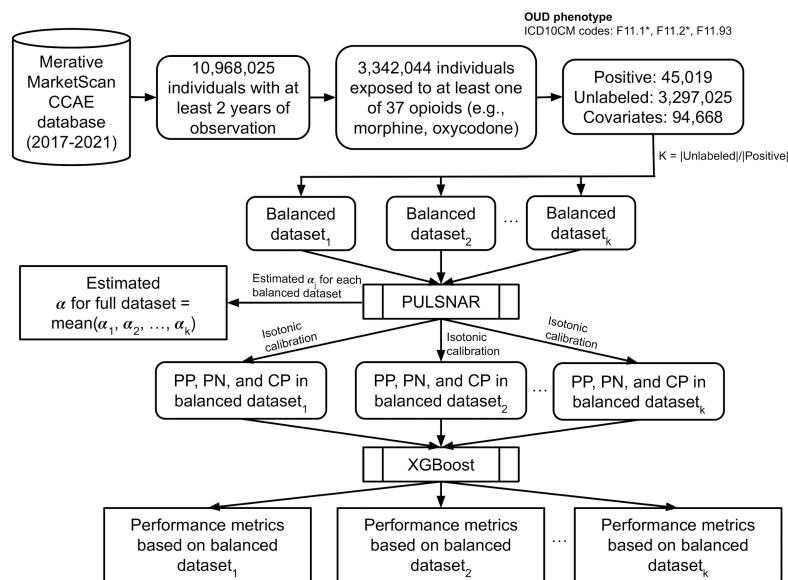 OUD phenotype
ICD10CM codes: F11.1*, F11.2*, F11.93
Merative
MarketScan
CCAE
database
(2017-2021)
10,968,025
individuals with at
least 2 years of
observation
3,342,044 individuals
exposed to at least one
of 37 opioids (e.g.,
morphine, oxycodone)
Positive: 45,019
Unlabeled: 3,297,025
Covariates: 94,668
K = |Unlabeled|/|Positive|
Balanced
dataset1
Balanced
dataset2
...
Balanced
datasetk
Estimated
α for full dataset =
mean(α1, α2, ..., αk)
Estimated αj for each
balanced dataset
PULSNAR
Isotonic
calibration
Isotonic
calibration
Isotonic
calibration
PP, PN, and CP in
balanced dataset1
PP, PN, and CP in
balanced dataset2
...
PP, PN, and CP in
balanced datasetk
XGBoost
Performance metrics
based on balanced
dataset1
Performance metrics
based on balanced
dataset2
...
Performance metrics
based on balanced
datasetk